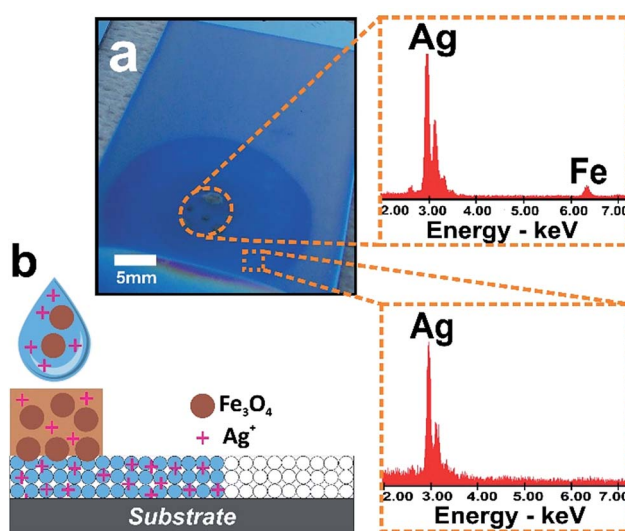 a
5mm
Ag
Fe
2.00 3.00 4.00 5.00 6.00 7.00
Energy - keV
b
Fe₃O₄
+ Ag⁺
Substrate
Ag
2.00 3.00 4.00 5.00 6.00 7.00
Energy - keV